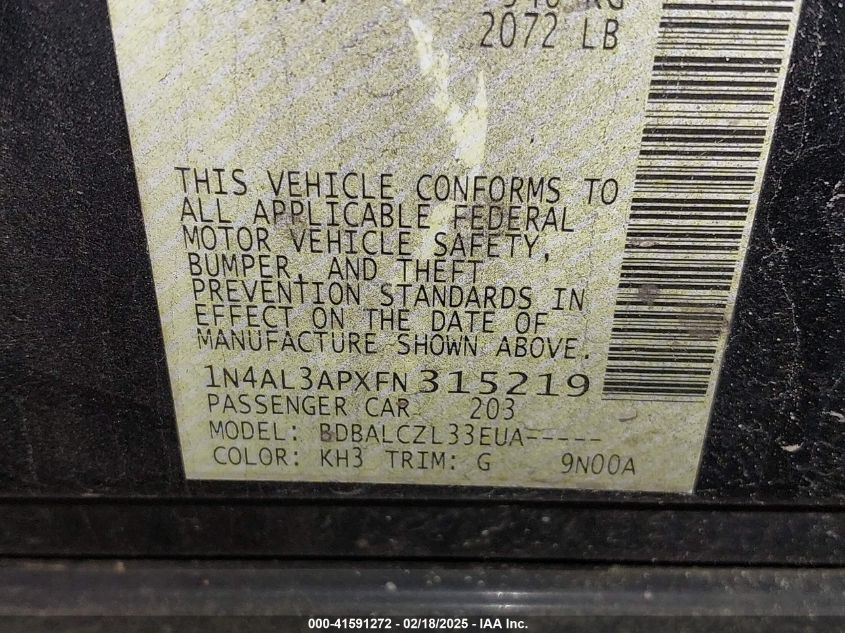 2072 LB
THIS VEHICLE CONFORMS TO
ALL APPLICABLE FEDERAL
MOTOR VEHICLE SAFETY,
BUMPER, AND THEFT
PREVENTION STANDARDS IN
EFFECT ON THE DATE OF
MANUFACTURE SHOWN ABOVE.
1N4AL3APXFN315219
PASSENGER CAR 203
MODEL: BDBALCZL33EUA-----
COLOR: KH3 TRIM: G 9N00A
000-41591272 — 02/18/2025 — IAA Inc.